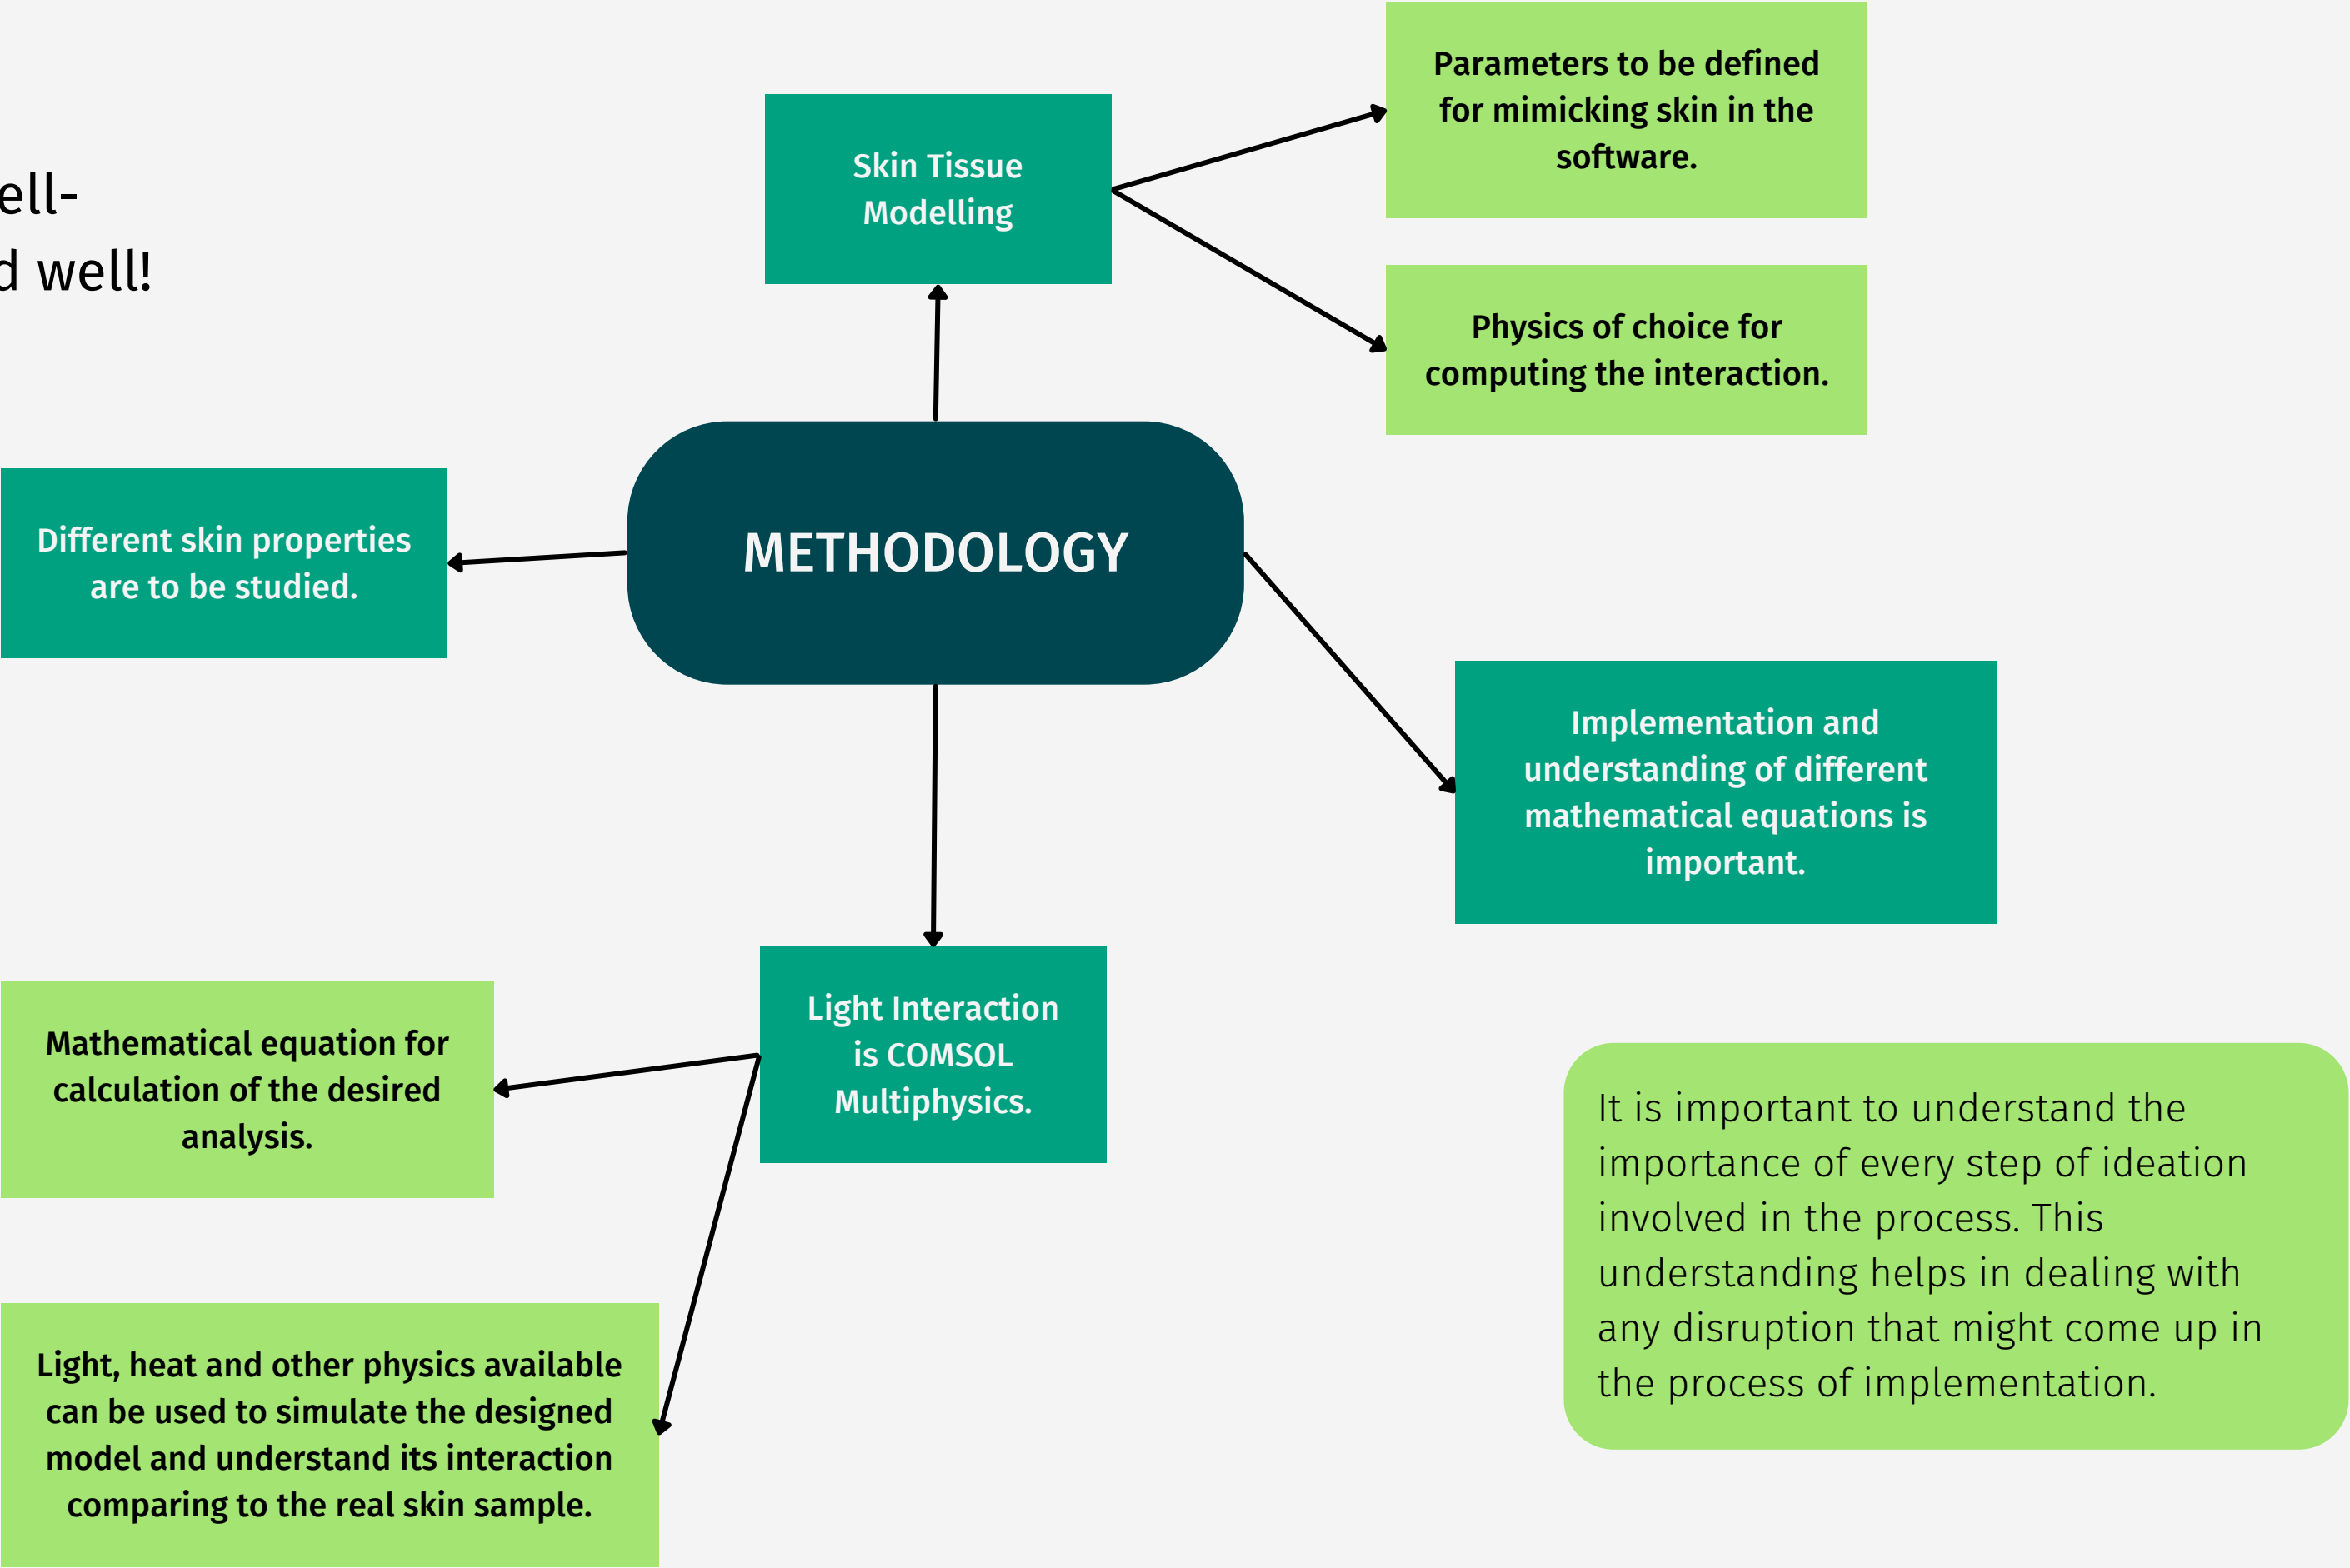 ell-
d well!
Skin Tissue
Modelling
Parameters to be defined
for mimicking skin in the
software.
Physics of choice for
computing the interaction.
Different skin properties
are to be studied.
METHODOLOGY
Implementation and
understanding of different
mathematical equations is
important.
Light Interaction
is COMSOL
Multiphysics.
Mathematical equation for
calculation of the desired
analysis.
Light, heat and other physics available
can be used to simulate the designed
model and understand its interaction
comparing to the real skin sample.
It is important to understand the
importance of every step of ideation
involved in the process. This
understanding helps in dealing with
any disruption that might come up in
the process of implementation.